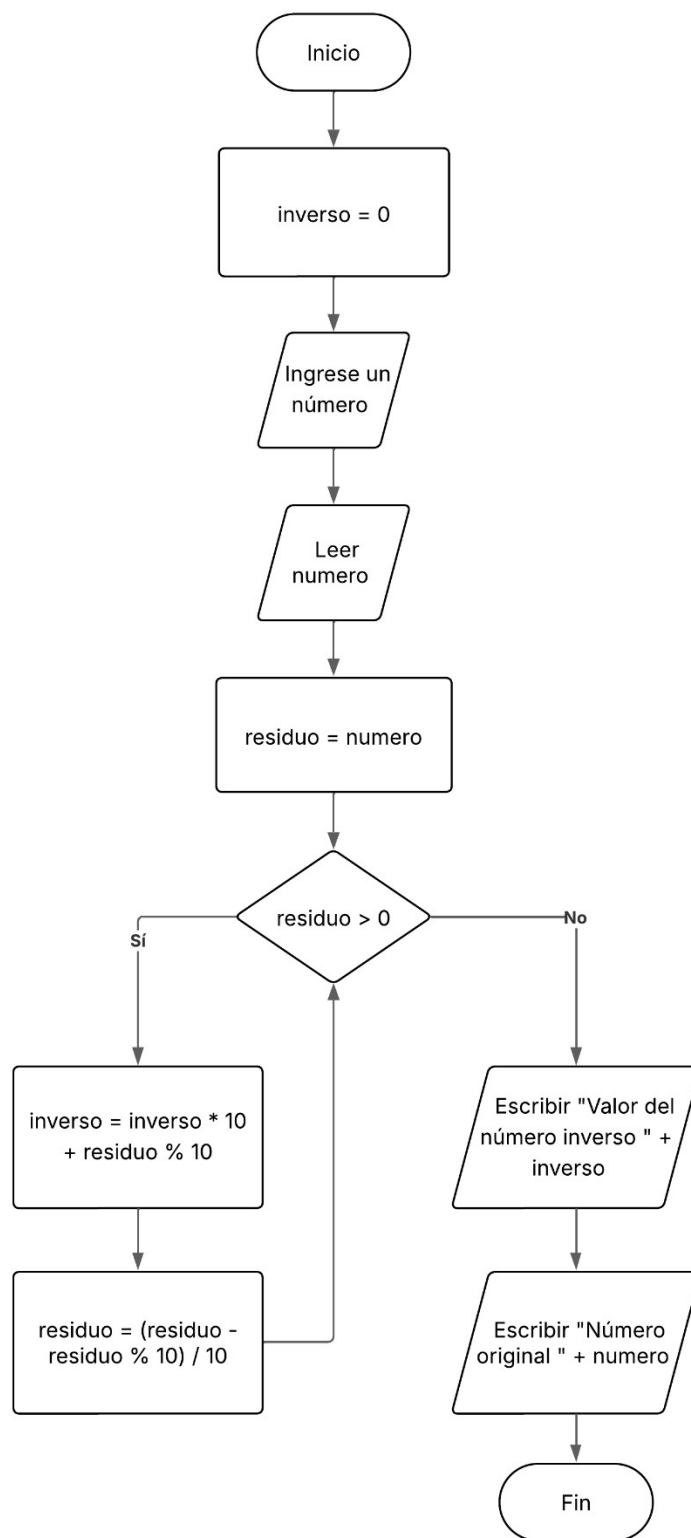 Inicio
inverso = 0
Ingrese un
número
Leer
numero
residuo = numero
residuo > 0
Sí
No
inverso = inverso * 10
+ residuo % 10
residuo = (residuo -
residuo % 10) / 10
Escribir "Valor del
número inverso " +
inverso
Escribir "Número
original " + numero
Fin